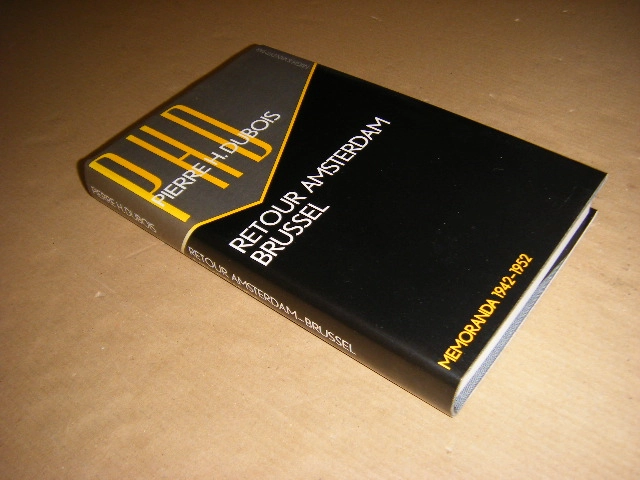 PHD
PIERRE H. DUBOIS
RETOUR AMSTERDAM
BRUSSEL
MEMORANDA 1942-1952
PIERRE H. DUBOIS
RETOUR AMSTERDAM-BRUSSEL